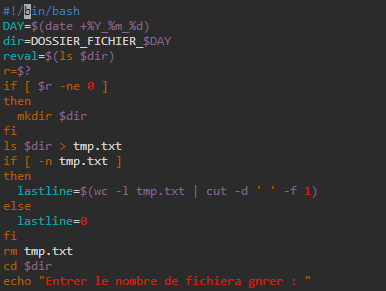 #!/bin/bash
DAY=$(date +%Y_%m_%d)
dir=DOSSIER_FICHIER_$DAY
reval=$(ls $dir)
r=$?
if [ $r -ne 0 ]
then
  mkdir $dir
fi
ls $dir > tmp.txt
if [ -n tmp.txt ]
then
  lastline=$(wc -l tmp.txt | cut -d ' ' -f 1)
else
  lastline=0
fi
rm tmp.txt
cd $dir
echo "Entrer le nombre de fichiera gnrer : "